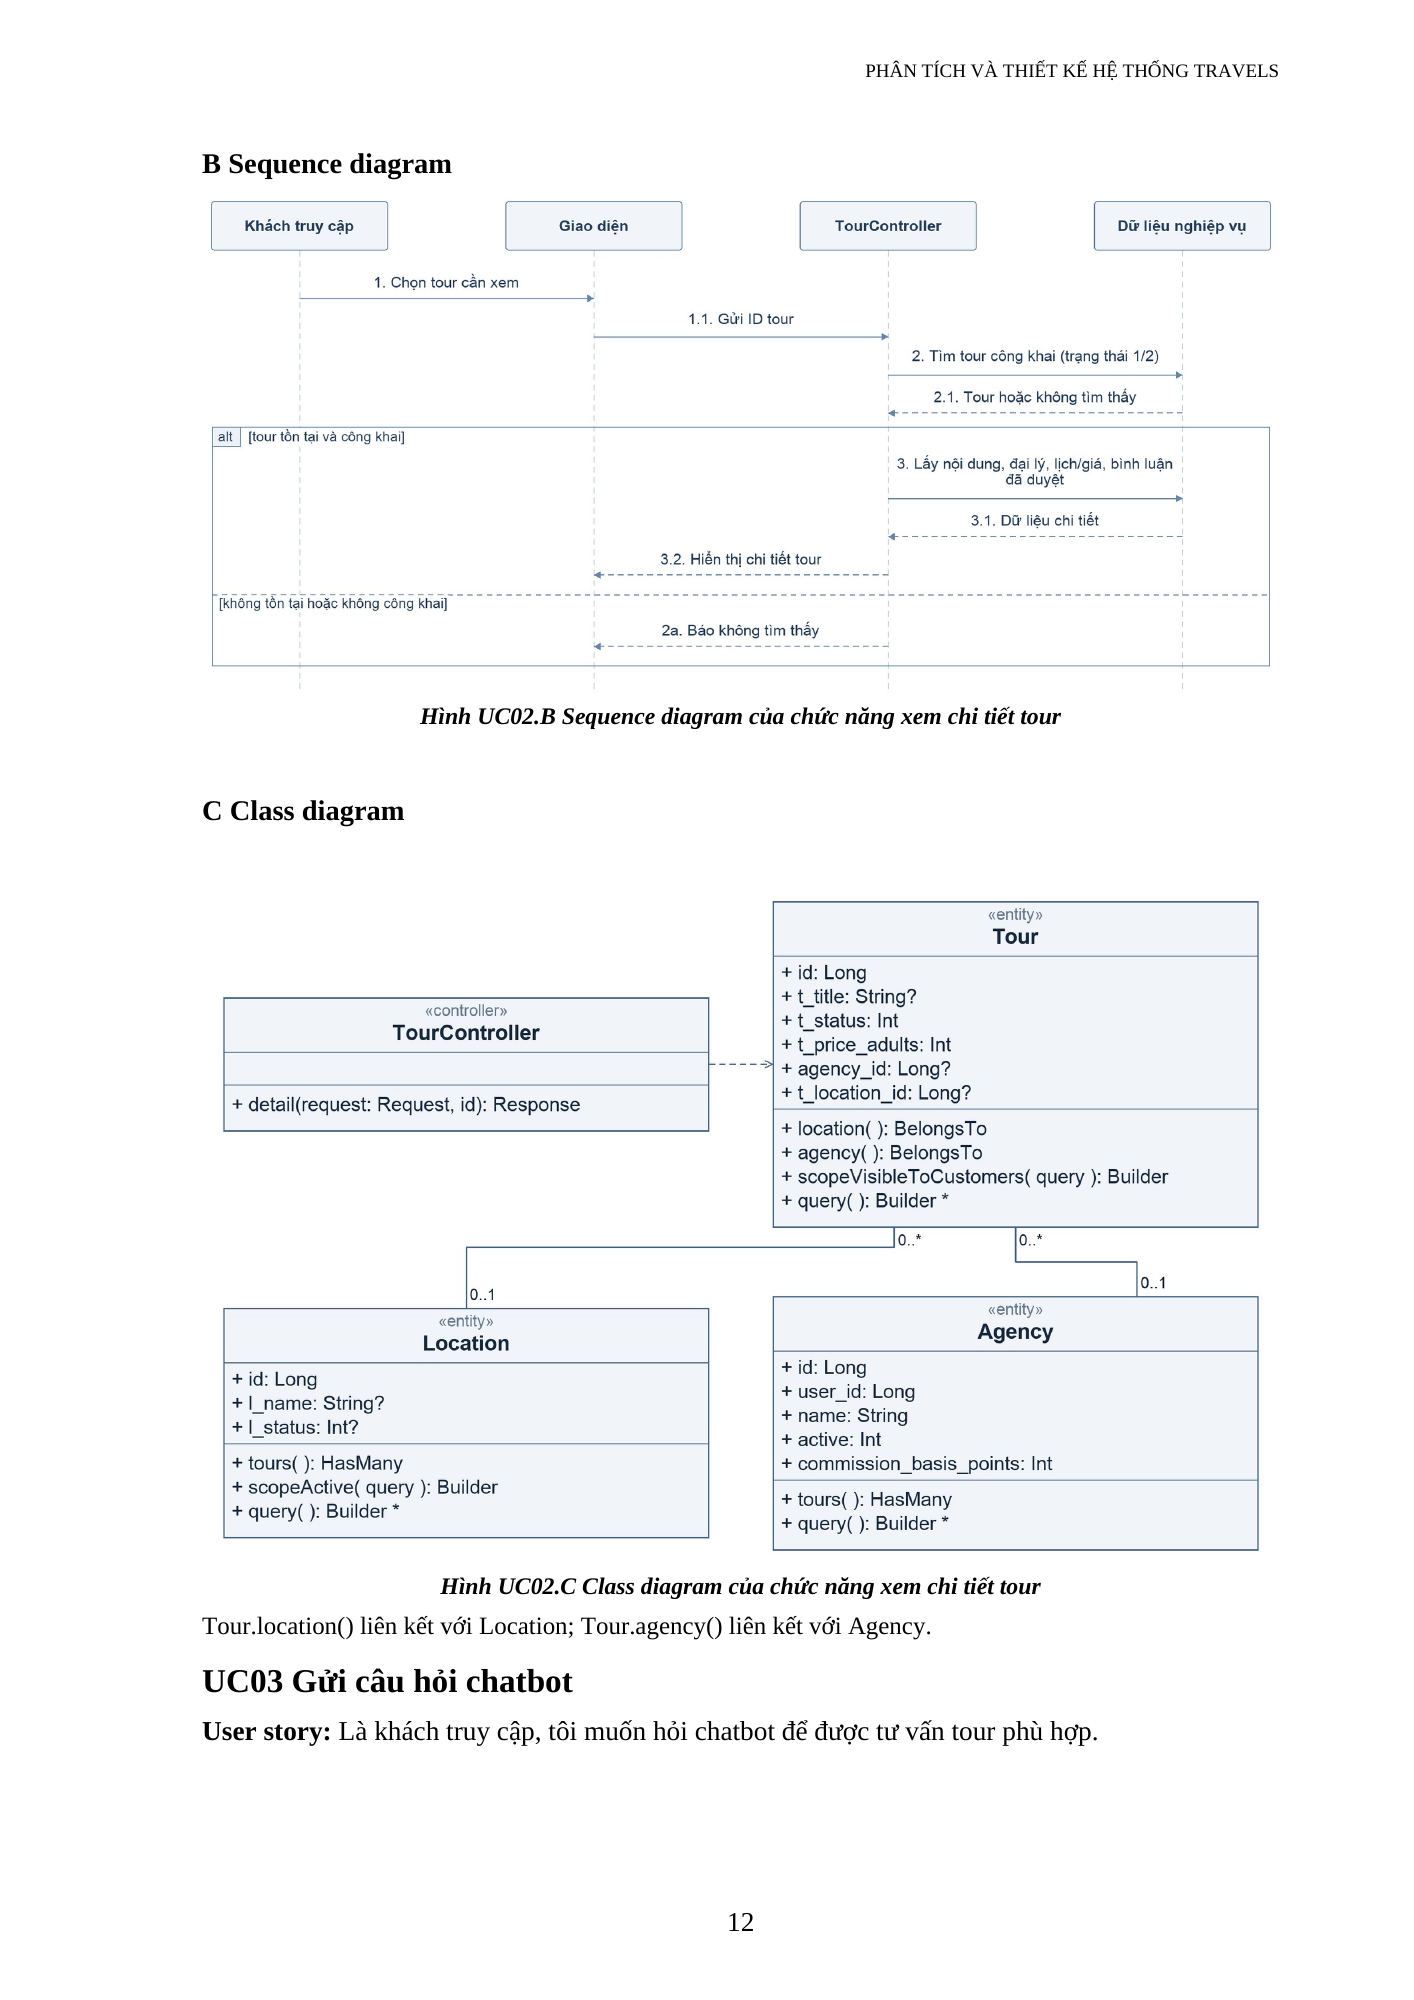 PHÂN TÍCH VÀ THIẾT KẾ HỆ THỐNG TRAVELS
B Sequence diagram
Khách truy cập
Giao diện
TourController
Dữ liệu nghiệp vụ
1. Chọn tour cần xem
1.1. Gửi ID tour
2. Tìm tour công khai (trạng thái 1/2)
2.1. Tour hoặc không tìm thấy
alt [tour tồn tại và công khai]
3. Lấy nội dung, đại lý, lịch/giá, bình luận
đã duyệt
3.1. Dữ liệu chi tiết
3.2. Hiển thị chi tiết tour
[không tồn tại hoặc không công khai]
2a. Báo không tìm thấy
Hình UC02.B Sequence diagram của chức năng xem chi tiết tour
C Class diagram
«entity»
Tour
+ id: Long
+ t_title: String?
+ t_status: Int
+ t_price_adults: Int
+ agency_id: Long?
+ t_location_id: Long?
+ location( ): BelongsTo
+ agency( ): BelongsTo
+ scopeVisibleToCustomers( query ): Builder
+ query( ): Builder *
«controller»
TourController
+ detail(request: Request, id): Response
0..*
0..*
0..1
0..1
«entity»
Location
+ id: Long
+ l_name: String?
+ l_status: Int?
+ tours( ): HasMany
+ scopeActive( query ): Builder
+ query( ): Builder *
«entity»
Agency
+ id: Long
+ user_id: Long
+ name: String
+ active: Int
+ commission_basis_points: Int
+ tours( ): HasMany
+ query( ): Builder *
Hình UC02.C Class diagram của chức năng xem chi tiết tour
Tour.location() liên kết với Location; Tour.agency() liên kết với Agency.
UC03 Gửi câu hỏi chatbot
User story: Là khách truy cập, tôi muốn hỏi chatbot để được tư vấn tour phù hợp.
12